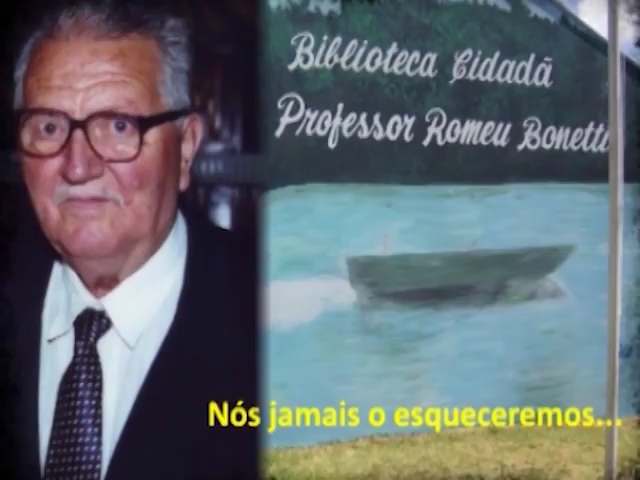 Biblioteca Cidadã
Professor Romeu Bonetti
Nós jamais o esqueceremos...